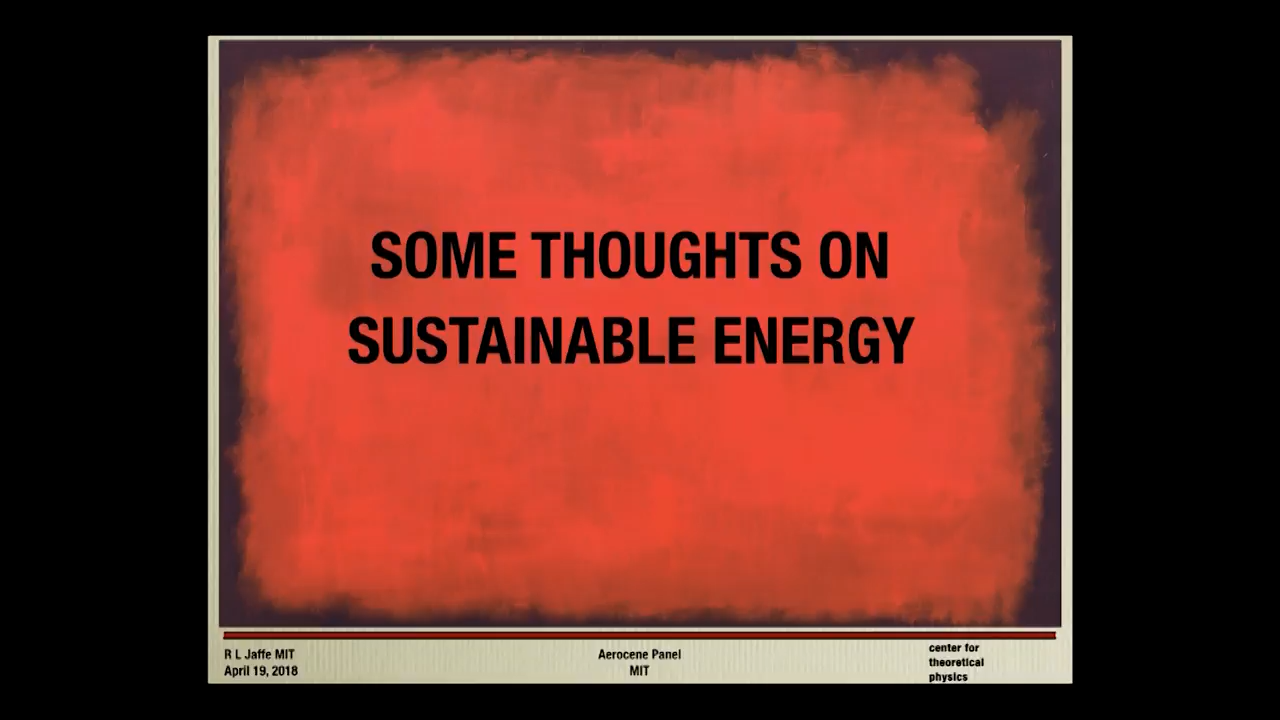 SOME THOUGHTS ON
SUSTAINABLE ENERGY
R L Jaffe MIT
April 19, 2018
Aerocene Panel
MIT
center for
theoretical
physics